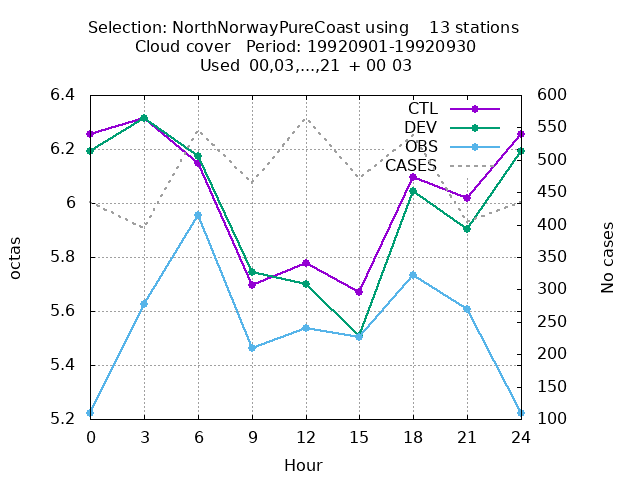 Selection: NorthNorwayPureCoast using    13 stations
Cloud cover   Period: 19920901-19920930
Used  00,03,...,21 + 00 03
6.4
6.2
6
5.8
5.6
5.4
5.2
octas
CTL
DEV
OBS
CASES
600
550
500
450
400
350
300
250
200
150
100
No cases
0 3 6 9 12 15 18 21 24
Hour